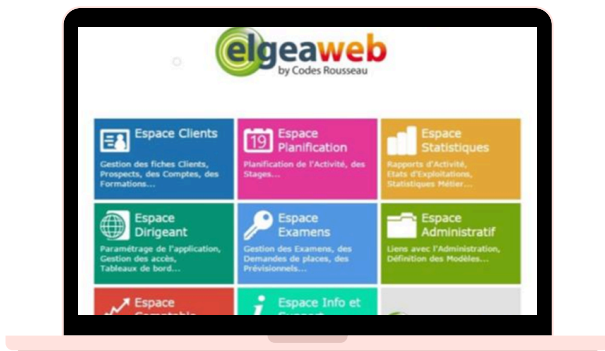 elgeaweb
by Codes Rousseau
Espace Clients
Gestion des fiches Clients,
Prospects, des Comptes, des
Formations...
19
Espace
Planification
Planification de l'Activité, des
Stages...
Espace
Statistiques
Rapports d'Activité,
Etats d'Exploitations,
Statistiques Métier...
Espace
Dirigeant
Paramétrage de l'application,
Gestion des accès,
Tableaux de bord...
Espace
Examens
Gestion des Examens, des
Demandes de places, des
Prévisionnels...
Espace
Administratif
Liens avec l'Administration,
Définition des Modèles...
Espace
Espace Info et